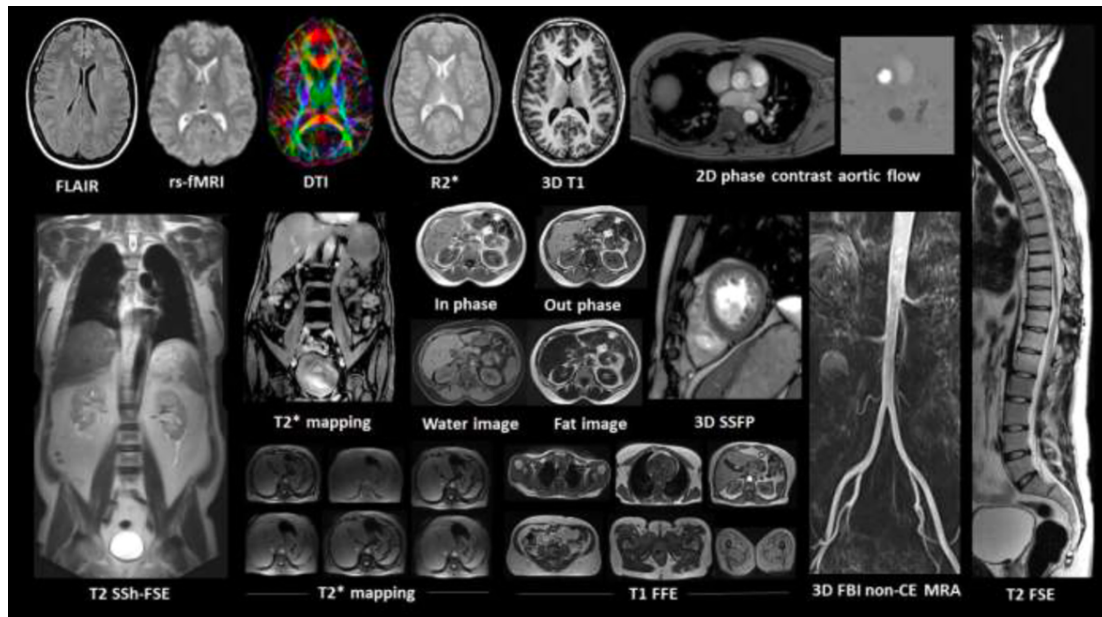 FLAIR
rs-fMRI
DTI
R2*
3D T1
2D phase contrast aortic flow
In phase
Out phase
T2* mapping
Water image
Fat image
3D SSFP
T2 SSh-FSE
T2* mapping
T1 FFE
3D FBI non-CE MRA
T2 FSE